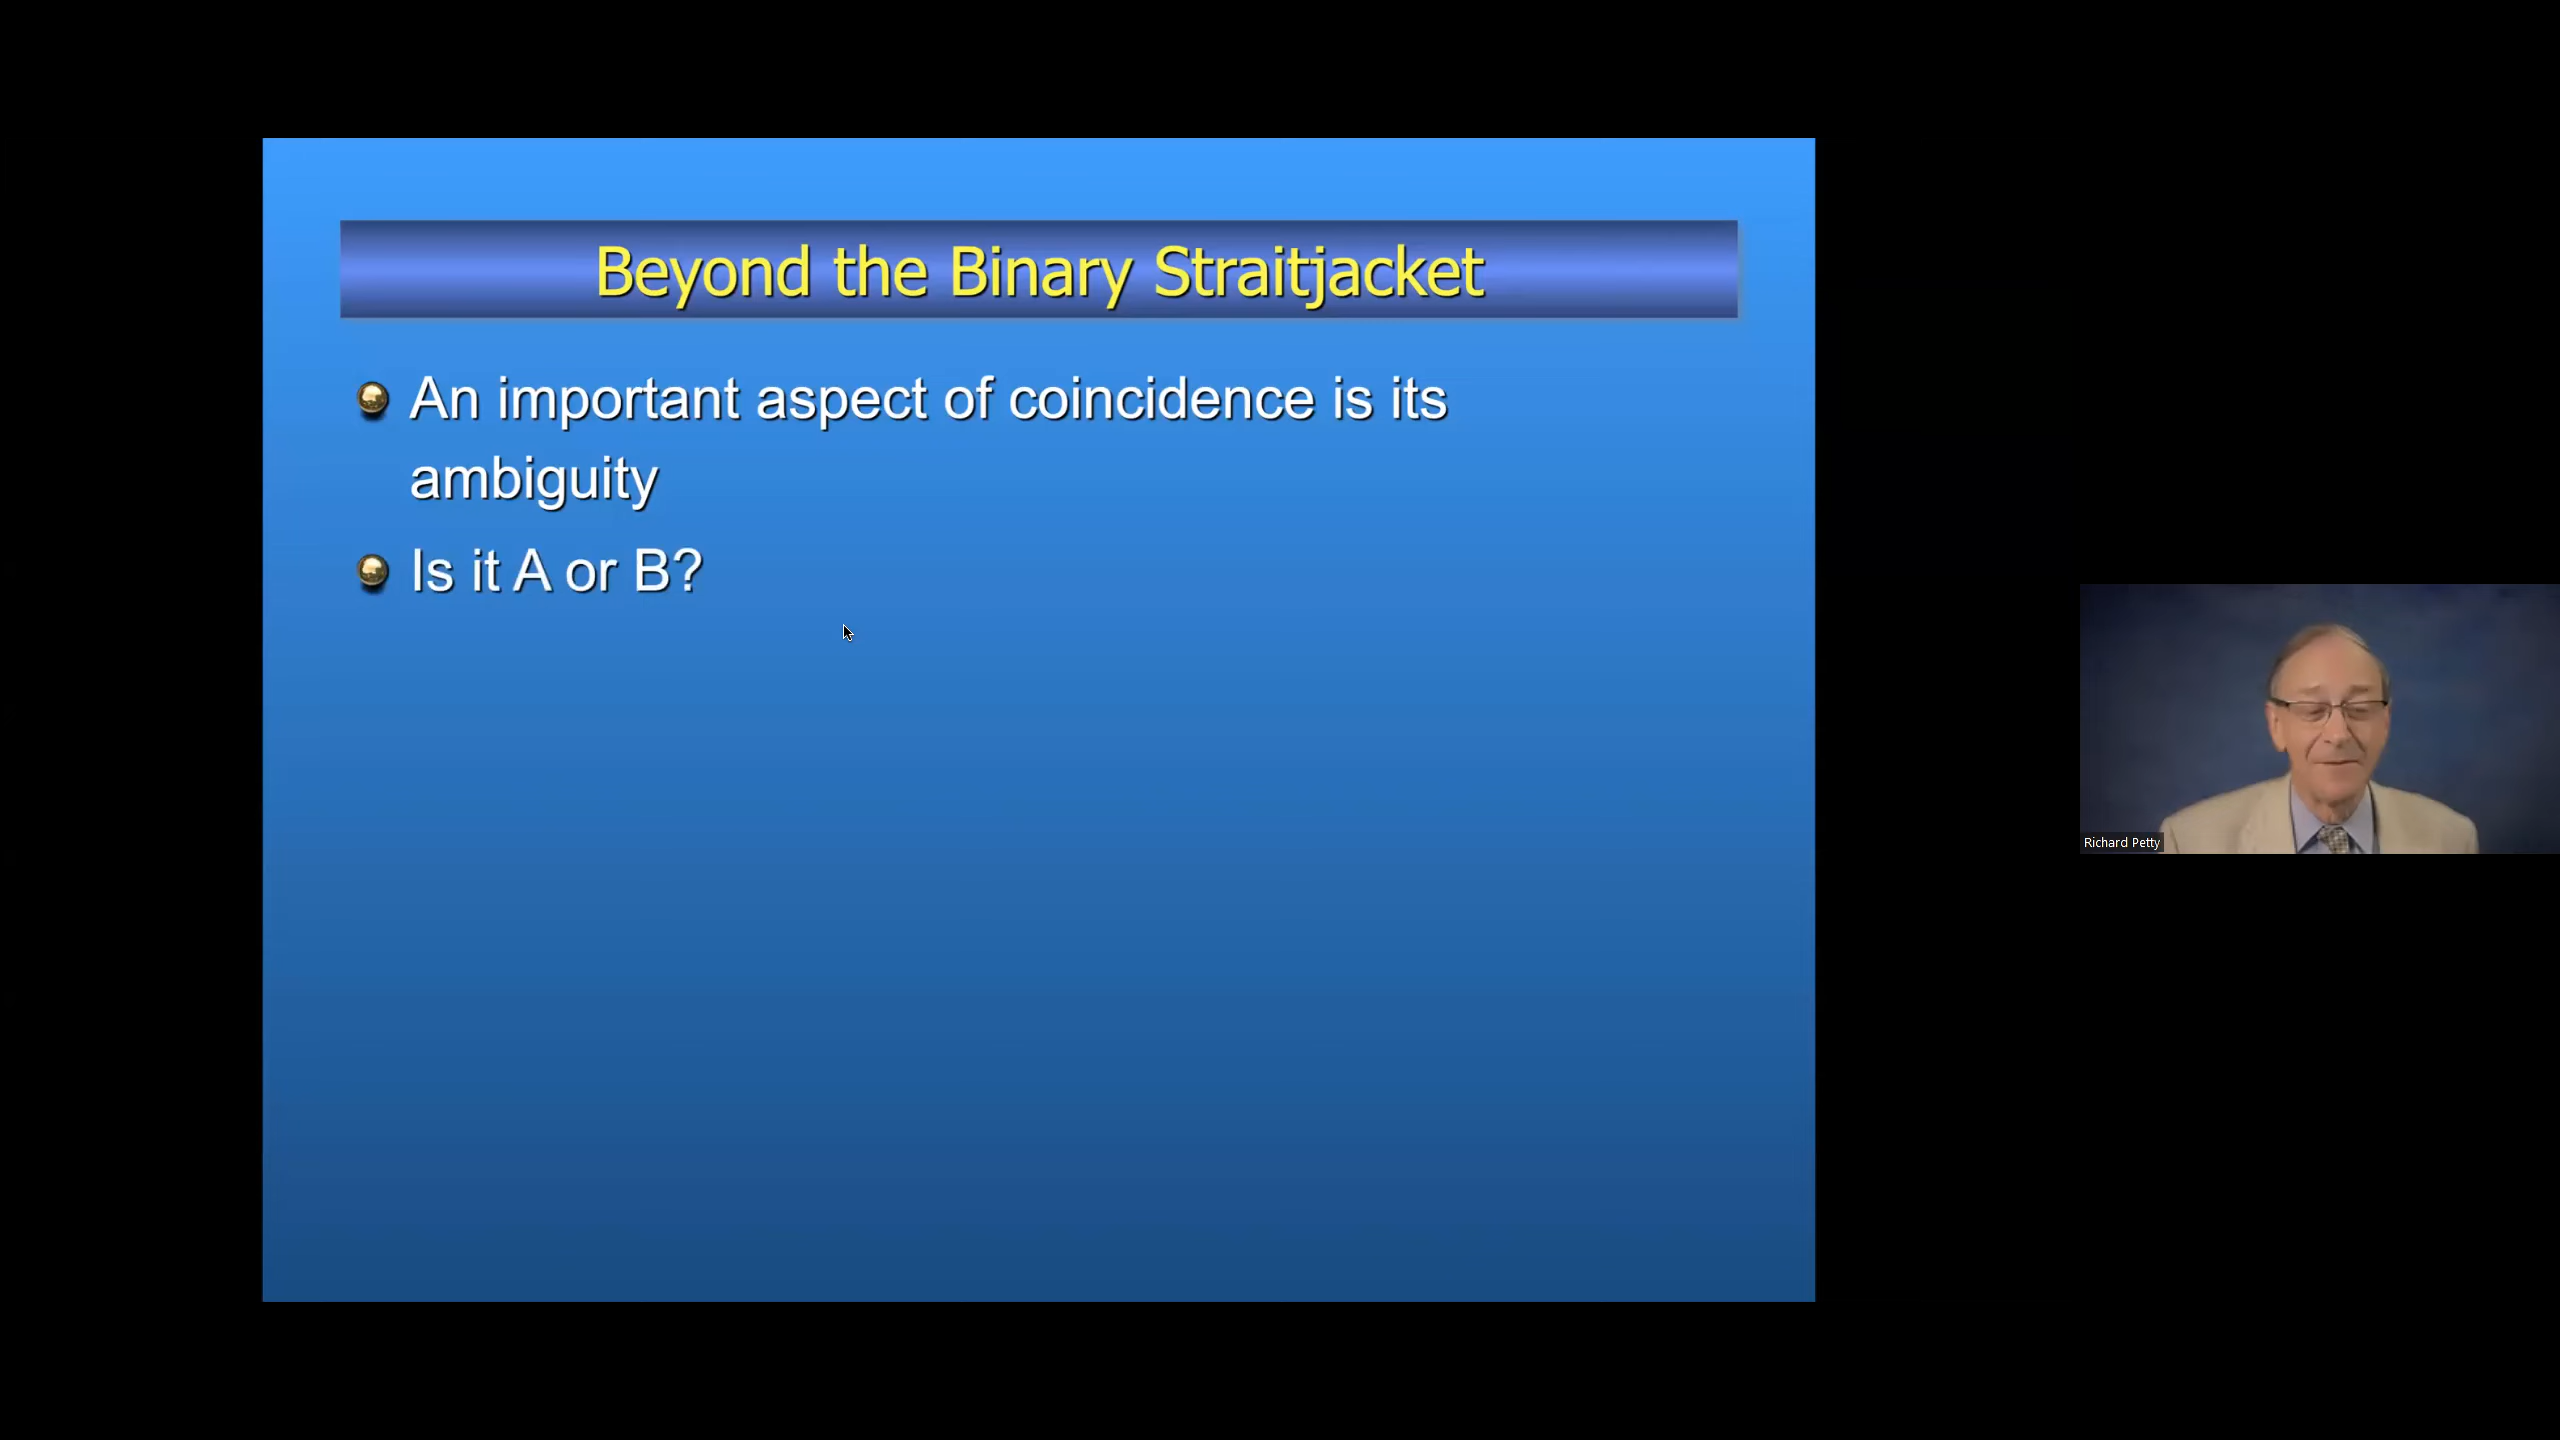 Beyond the Binary Straitjacket
An important aspect of coincidence is its
ambiguity
Is it A or B?
Richard Petty